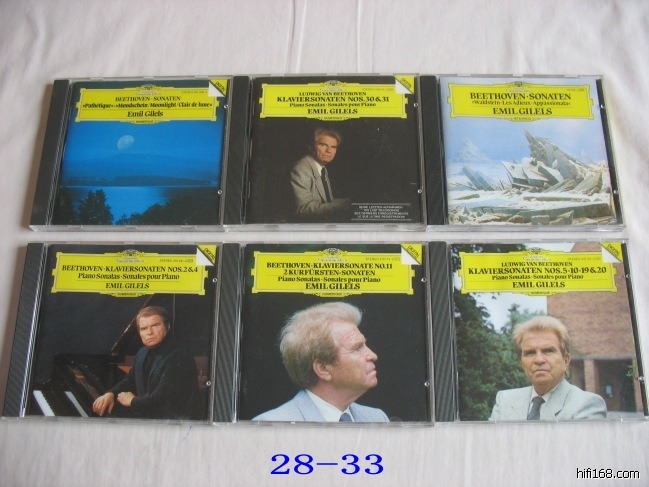 BEETHOVEN·SONATEN
»Pathétique«·»Mondschein/Moonlight/Clair de lune«
Emil Gilels
LUDWIG VAN BEETHOVEN
KLAVIERSONATEN NOS. 30 & 31
Piano Sonatas·Sonates pour Piano
EMIL GILELS
BEETHOVEN·SONATEN
»Waldstein·Les Adieux·Appassionata«
EMIL GILELS
BEETHOVEN·KLAVIERSONATEN NOS. 2 & 4
Piano Sonatas·Sonates pour Piano
EMIL GILELS
BEETHOVEN·KLAVIERSONATE NO. 11
2 KURFÜRSTEN-SONATEN
Piano Sonatas·Sonates pour Piano
EMIL GILELS
LUDWIG VAN BEETHOVEN
KLAVIERSONATEN NOS. 5·10·19 & 20
Piano Sonatas·Sonates pour Piano
EMIL GILELS
28-33
hifi168.com